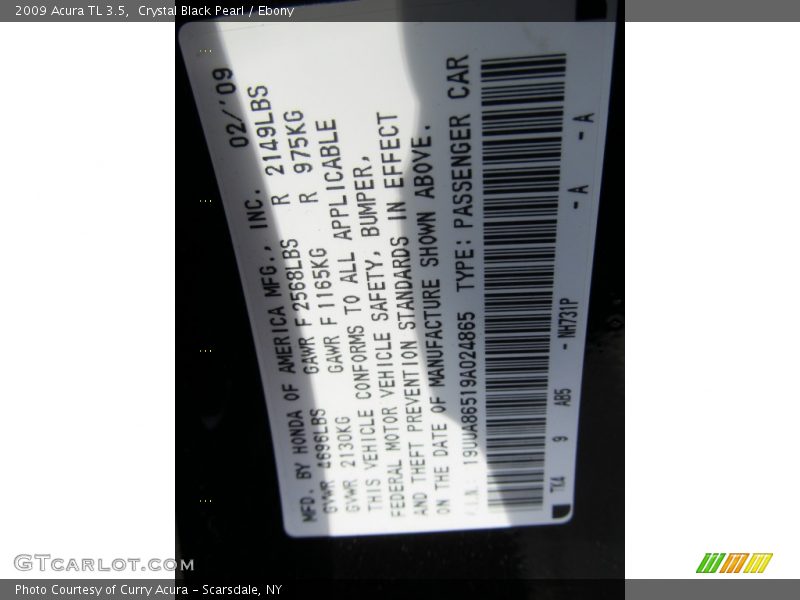 2009 Acura TL 3.5,  Crystal Black Pearl / Ebony
MFD. BY HONDA OF AMERICA MFG., INC. 02/'09
GVWR 4696LBS GAWR F 2568LBS R 2149LBS
GVWR 2130KG GAWR F 1165KG R 975KG
THIS VEHICLE CONFORMS TO ALL APPLICABLE
FEDERAL MOTOR VEHICLE SAFETY, BUMPER,
AND THEFT PREVENTION STANDARDS IN EFFECT
ON THE DATE OF MANUFACTURE SHOWN ABOVE.
V.I.N.: 19UUA86519A024865 TYPE: PASSENGER CAR
TK4 9 AB5 - NH731P - A - A
GTCARLOT.COM
Photo Courtesy of Curry Acura - Scarsdale, NY